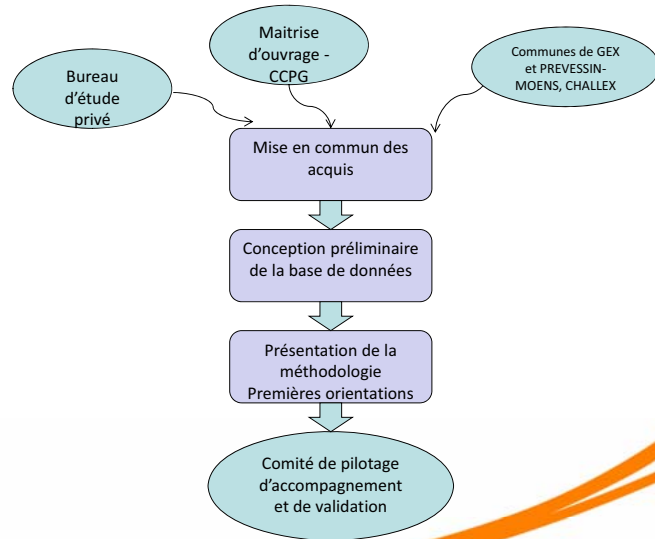 Bureau
d'étude
privé
Maitrise
d'ouvrage -
CCPG
Communes de GEX
et PREVESSIN-
MOENS, CHALLEX
Mise en commun des
acquis
Conception préliminaire
de la base de données
Présentation de la
méthodologie
Premières orientations
Comité de pilotage
d'accompagnement
et de validation